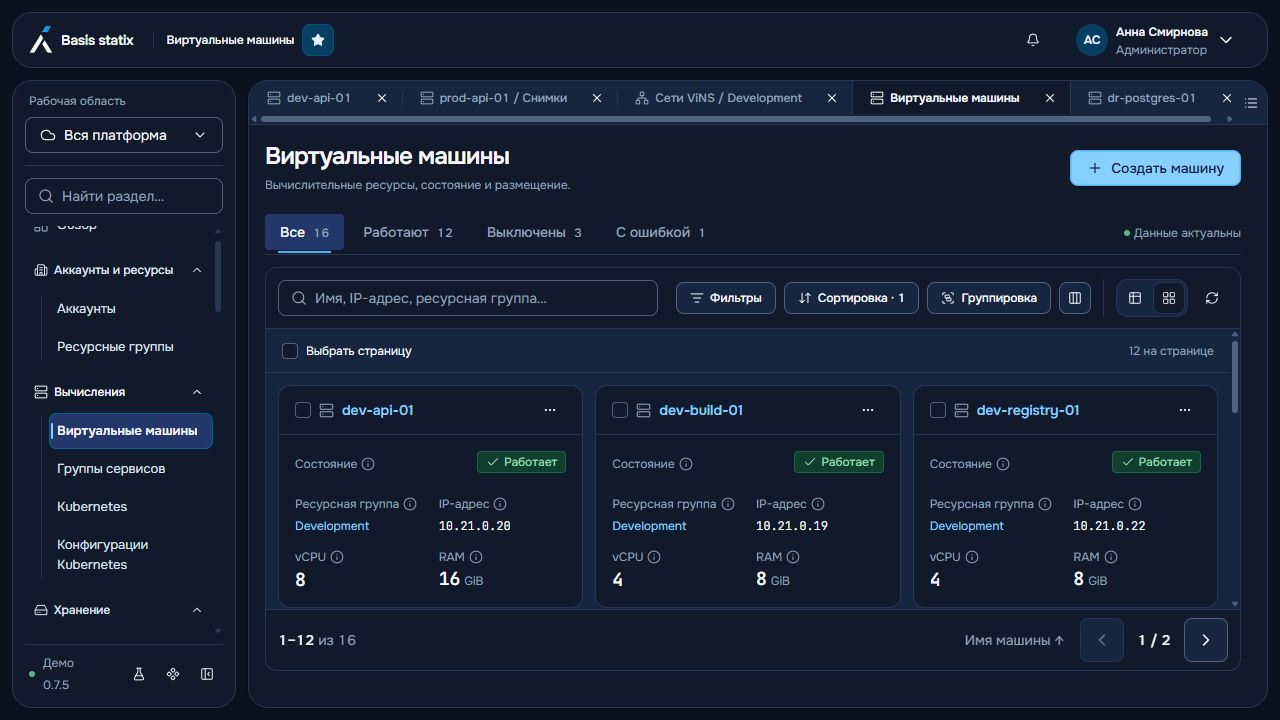 Basis statix
Виртуальные машины
АС
Анна Смирнова
Администратор
Рабочая область
Вся платформа
Найти раздел...
Обзор
Аккаунты и ресурсы
Аккаунты
Ресурсные группы
Вычисления
Виртуальные машины
Группы сервисов
Kubernetes
Конфигурации
Kubernetes
Хранение
Демо
0.7.5
dev-api-01
prod-api-01 / Снимки
Сети ViNS / Development
Виртуальные машины
dr-postgres-01
Виртуальные машины
Вычислительные ресурсы, состояние и размещение.
+ Создать машину
Все 16
Работают 12
Выключены 3
С ошибкой 1
Данные актуальны
Имя, IP-адрес, ресурсная группа...
Фильтры
Сортировка · 1
Группировка
Выбрать страницу
12 на странице
dev-api-01
Состояние
Работает
Ресурсная группа
IP-адрес
Development
10.21.0.20
vCPU
RAM
8
16 GiB
dev-build-01
Состояние
Работает
Ресурсная группа
IP-адрес
Development
10.21.0.19
vCPU
RAM
4
8 GiB
dev-registry-01
Состояние
Работает
Ресурсная группа
IP-адрес
Development
10.21.0.22
vCPU
RAM
4
8 GiB
1–12 из 16
Имя машины ↑
1 / 2